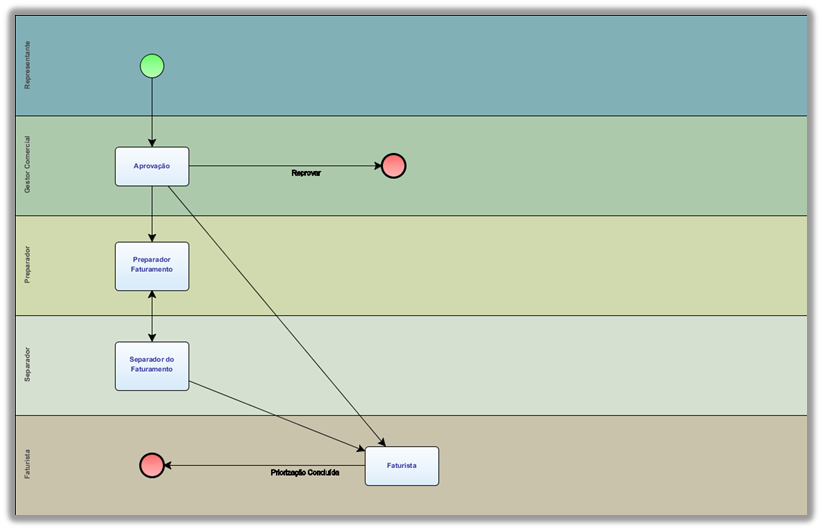 Representante
Gestor Comercial
Aprovação
Reprovar
Preparador
Preparador
Faturamento
Separador
Separador do
Faturamento
Faturista
Priorização Concluída
Faturista